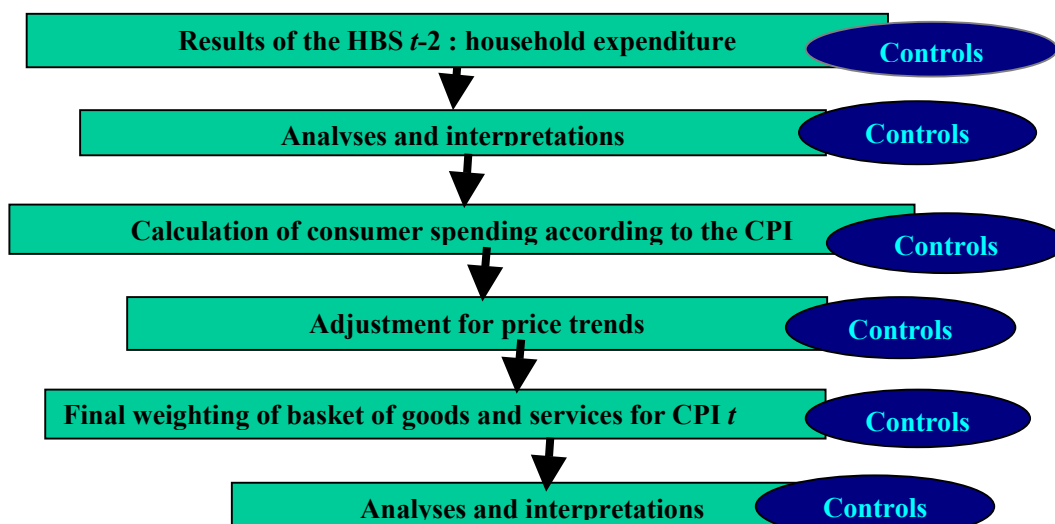 Results of the HBS t-2 : household expenditure
Controls
Analyses and interpretations
Controls
Calculation of consumer spending according to the CPI
Controls
Adjustment for price trends
Controls
Final weighting of basket of goods and services for CPI t
Controls
Analyses and interpretations
Controls